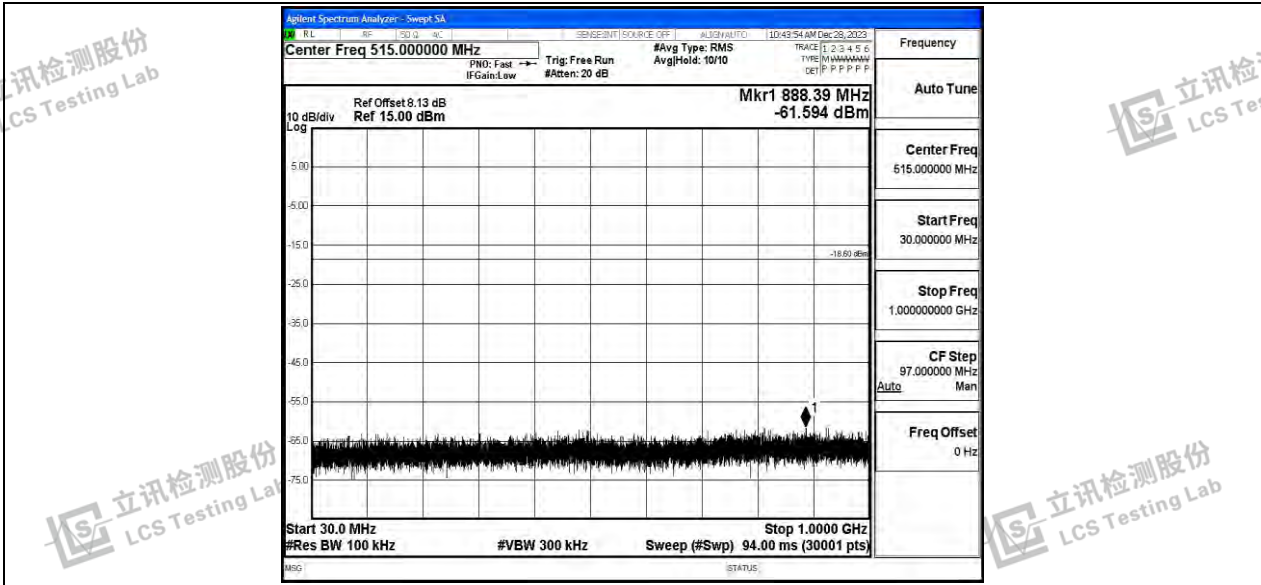 Agilent Spectrum Analyzer - Swept SA
RL RF 50 Ω AC SENSE:INT SOURCE OFF ALIGN AUTO 10:43:54 AM Dec 28, 2023
Center Freq 515.000000 MHz
PNO: Fast
IFGain:Low
Trig: Free Run
#Atten: 20 dB
#Avg Type: RMS
Avg|Hold: 10/10
TRACE 1 2 3 4 5 6
TYPE M WWWWW
DET P P P P P P
Ref Offset 8.13 dB
10 dB/div Ref 15.00 dBm
Log
Mkr1 888.39 MHz
-61.594 dBm
5.00
-5.00
-15.0
-18.60 dBm
-25.0
-35.0
-45.0
-55.0
1
-65.0
-75.0
Start 30.0 MHz Stop 1.0000 GHz
#Res BW 100 kHz #VBW 300 kHz Sweep (#Swp) 94.00 ms (30001 pts)
MSG STATUS
Frequency
Auto Tune
Center Freq
515.000000 MHz
Start Freq
30.000000 MHz
Stop Freq
1.000000000 GHz
CF Step
97.000000 MHz
Auto Man
Freq Offset
0 Hz
立讯检测股份
LCS Testing Lab
立讯检
LCS Tes
立讯检测股份
LCS Testing Lab
立讯检测股份
LCS Testing Lab